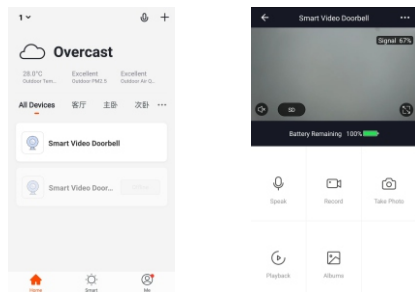 1
Overcast
28.0°C Excellent Excellent
Outdoor Tem... Outdoor PM2.5 Outdoor Air Q...
All Devices 客厅 主卧 次卧 ...
Smart Video Doorbell
Smart Video Door...
Home Smart Me
Smart Video Doorbell ...
Signal 67%
SD
Battery Remaining 100%
Speak Record Take Photo
Playback Albums